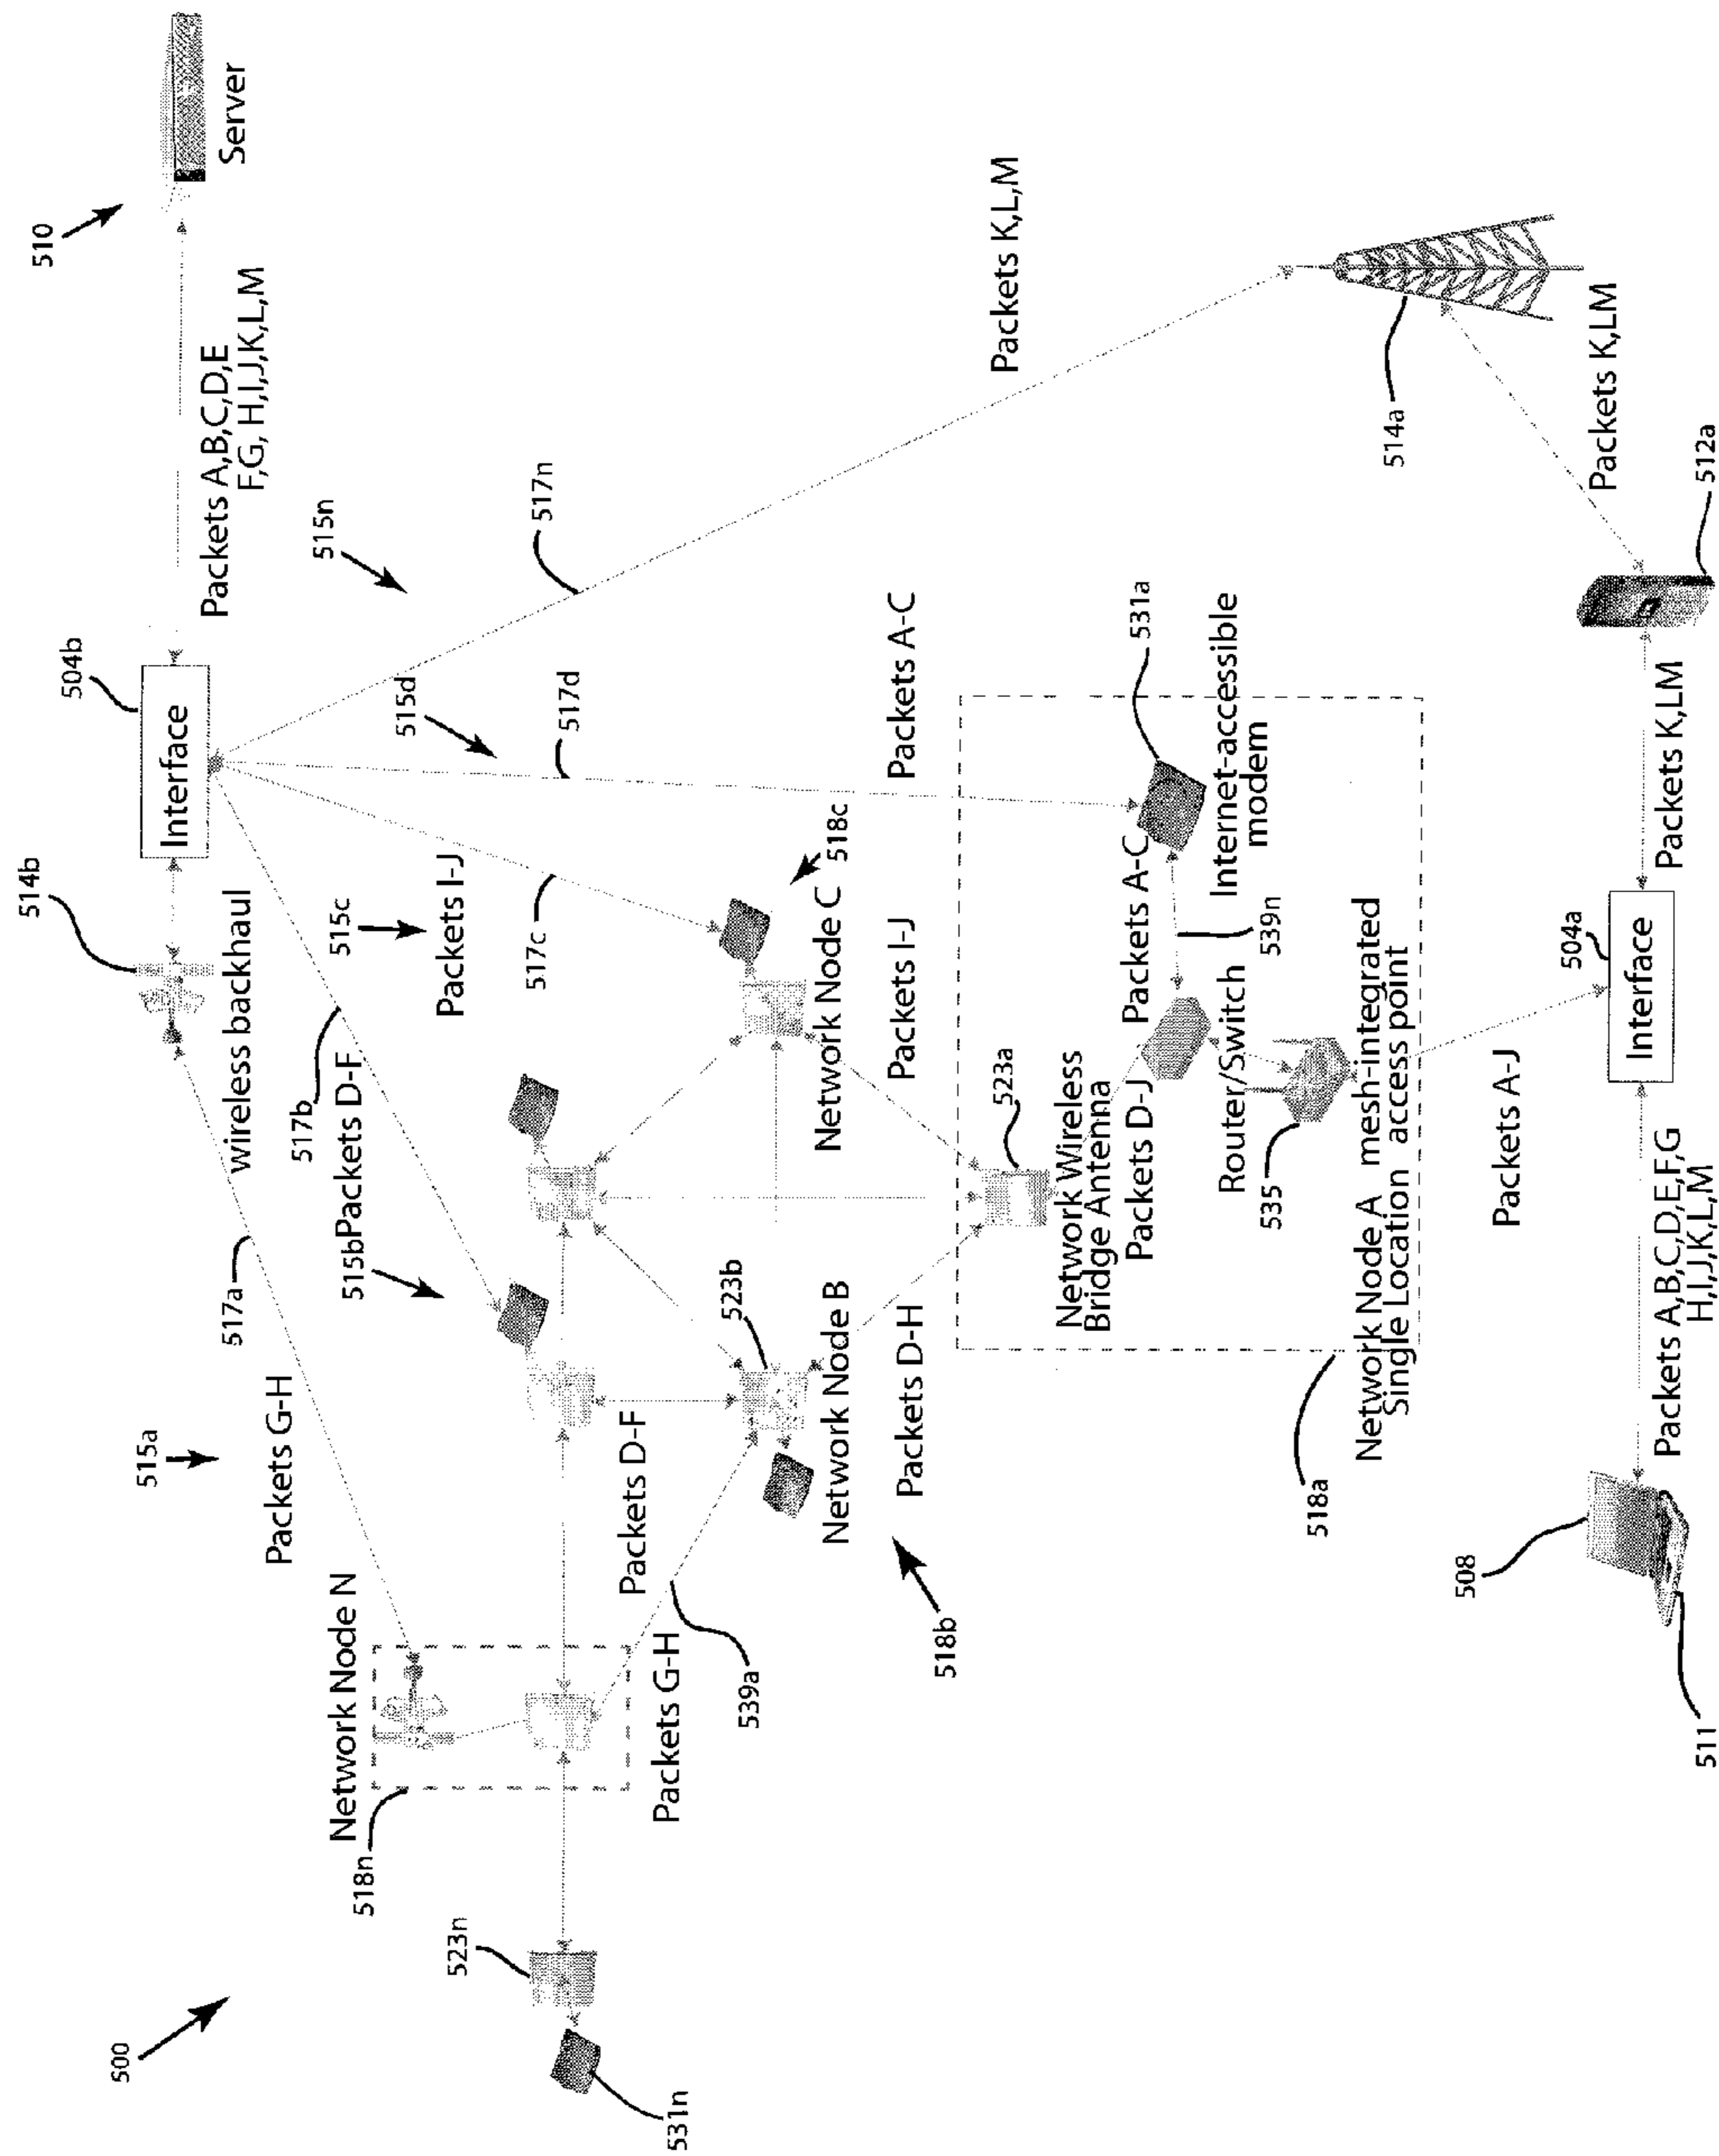 500
510
Server
Packets A,B,C,D,E
F,G, H,I,J,K,L,M
504b
Interface
514b
wireless backhaul
517a
515a
Packets G-H
517b
515bPackets D-F
515c
Packets I-J
517c
515d
517d
515n
517n
Packets K,L,M
Packets A-C
Network Node N
518n
523n
531n
Packets D-F
Packets G-H
539a
523b
Network Node B
518b
Packets D-H
518c
Network Node C
Packets I-J
523a
Network Wireless
Bridge Antenna
Packets D-J
Packets A-C
531a
Internet-accessible
modem
539n
Router/Switch
535
Network Node A
Single Location
mesh-integrated
access point
518a
Packets A-J
514a
Packets K,LM
512a
Packets K,LM
504a
Interface
Packets A,B,C,D,E,F,G
H,I,J,K,L,M
508
511